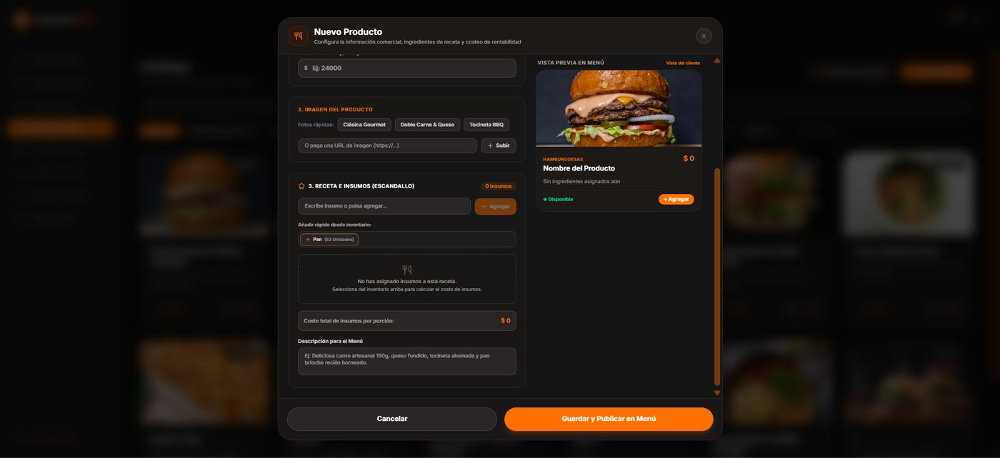 Nuevo Producto
Configura la información comercial, ingredientes de receta y costeo de rentabilidad
$ Ej: 24000
2. IMAGEN DEL PRODUCTO
Fotos rápidas: Clásica Gourmet Doble Carne & Queso Tocineta BBQ
O pega una URL de imagen (https://...) + Subir
3. RECETA E INSUMOS (ESCANDALLO) 0 insumos
Escribe insumo o pulsa agregar... + Agregar
Añadir rápido desde inventario:
+ Pan (53 Unidades)
No has asignado insumos a esta receta.
Selecciona del inventario arriba para calcular el costo de insumos.
Costo total de insumos por porción: $ 0
Descripción para el Menú
Ej: Deliciosa carne artesanal 150g, queso fundido, tocineta ahumada y pan
brioche recién horneado.
VISTA PREVIA EN MENÚ Vista del cliente
HAMBURGUESAS $ 0
Nombre del Producto
Sin ingredientes asignados aún
Disponible + Agregar
Cancelar Guardar y Publicar en Menú